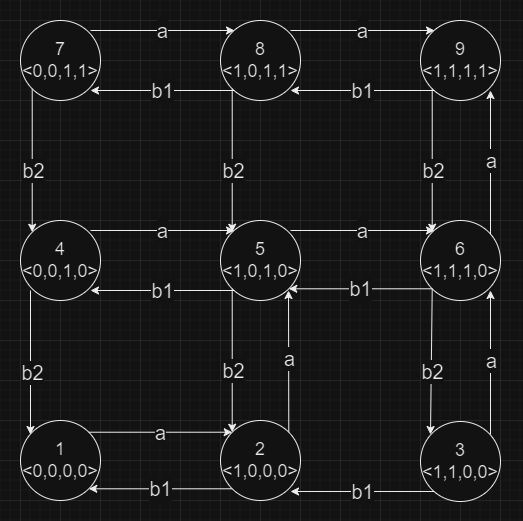 7
<0,0,1,1>
a
8
<1,0,1,1>
a
9
<1,1,1,1>
b1
b1
b2
b2
b2
a
4
<0,0,1,0>
a
5
<1,0,1,0>
a
6
<1,1,1,0>
b1
b1
b2
b2
a
b2
a
1
<0,0,0,0>
a
2
<1,0,0,0>
3
<1,1,0,0>
b1
b1